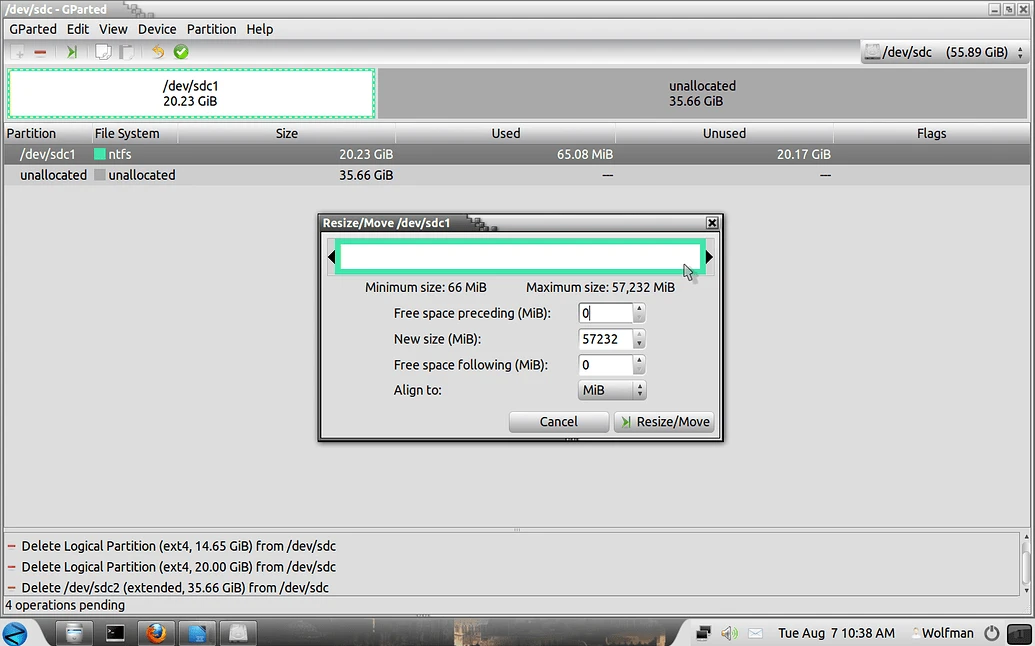 /dev/sdc - GParted
GParted Edit View Device Partition Help
/dev/sdc (55.89 GiB)
/dev/sdc1
20.23 GiB
unallocated
35.66 GiB
Partition File System Size Used Unused Flags
/dev/sdc1 ntfs 20.23 GiB 65.08 MiB 20.17 GiB
unallocated unallocated 35.66 GiB — —
Resize/Move /dev/sdc1
Minimum size: 66 MiB Maximum size: 57,232 MiB
Free space preceding (MiB): 0
New size (MiB): 57232
Free space following (MiB): 0
Align to: MiB
Cancel Resize/Move
Delete Logical Partition (ext4, 14.65 GiB) from /dev/sdc
Delete Logical Partition (ext4, 20.00 GiB) from /dev/sdc
Delete /dev/sdc2 (extended, 35.66 GiB) from /dev/sdc
4 operations pending
Tue Aug 7 10:38 AM Wolfman